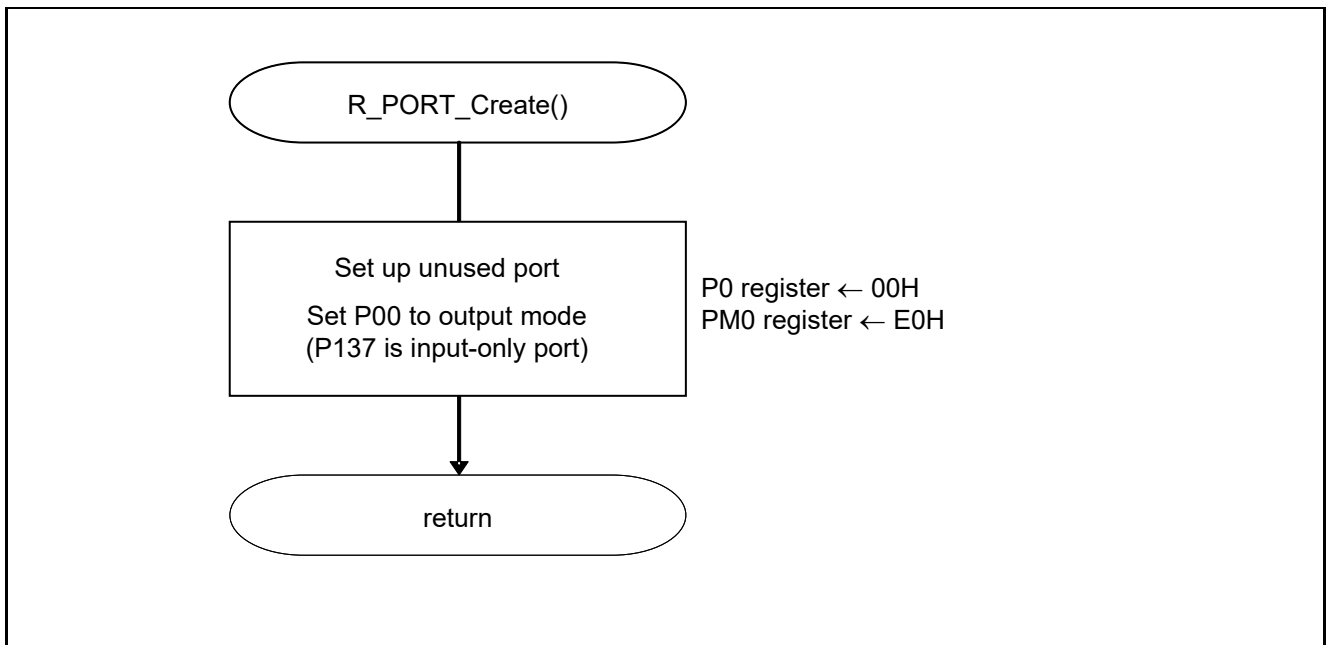 R_PORT_Create()
Set up unused port
Set P00 to output mode
(P137 is input-only port)
P0 register ← 00H
PM0 register ← E0H
return